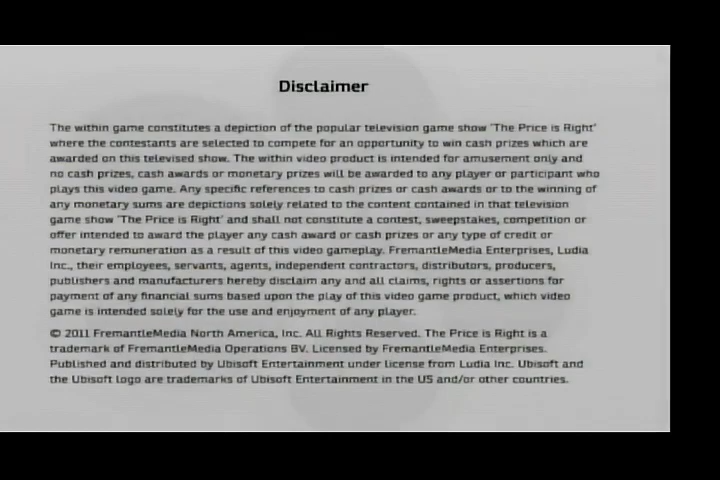 Disclaimer
The within game constitutes a depiction of the popular television game show 'The Price is Right'
where the contestants are selected to compete for an opportunity to win cash prizes which are
awarded on this televised show. The within video product is intended for amusement only and
no cash prizes, cash awards or monetary prizes will be awarded to any player or participant who
plays this video game. Any specific references to cash prizes or cash awards or to the winning of
any monetary sums are depictions solely related to the content contained in that television
game show 'The Price is Right' and shall not constitute a contest, sweepstakes, competition or
offer intended to award the player any cash award or cash prizes or any type of credit or
monetary remuneration as a result of this video gameplay. FremantleMedia Enterprises, Ludia
Inc., their employees, servants, agents, independent contractors, distributors, producers,
publishers and manufacturers hereby disclaim any and all claims, rights or assertions for
payment of any financial sums based upon the play of this video game product, which video
game is intended solely for the use and enjoyment of any player.
© 2011 FremantleMedia North America, Inc. All Rights Reserved. The Price is Right is a
trademark of FremantleMedia Operations BV. Licensed by FremantleMedia Enterprises.
Published and distributed by Ubisoft Entertainment under license from Ludia Inc. Ubisoft and
the Ubisoft logo are trademarks of Ubisoft Entertainment in the US and/or other countries.